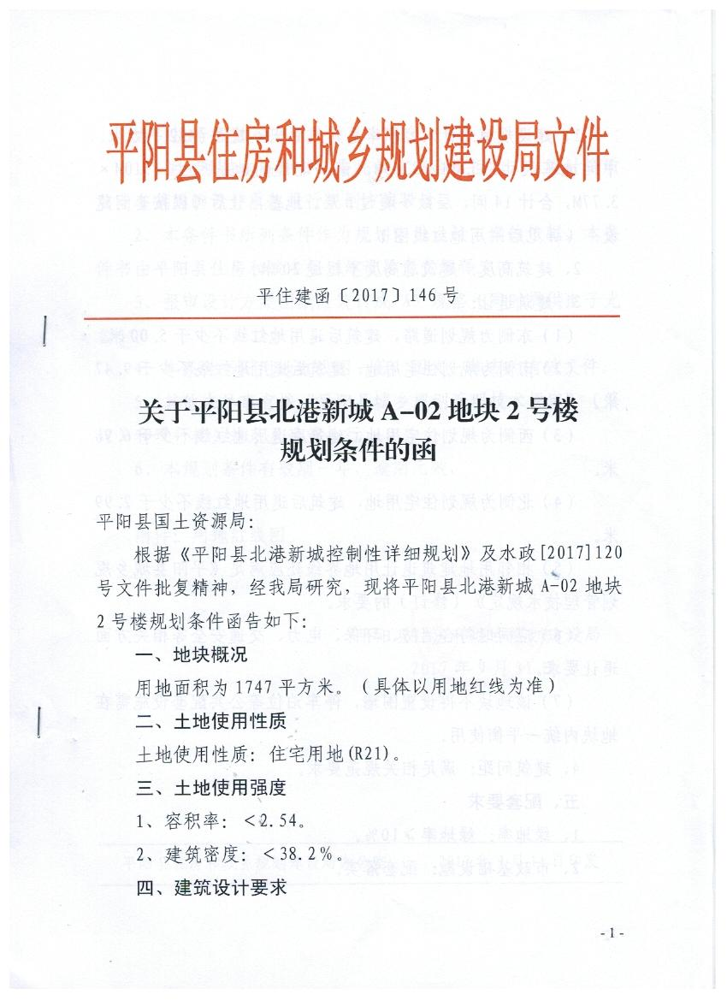 平阳县住房和城乡规划建设局文件
平住建函〔2017〕146号
关于平阳县北港新城A-02地块2号楼
规划条件的函
平阳县国土资源局:
根据《平阳县北港新城控制性详细规划》及水政[2017]120
号文件批复精神，经我局研究，现将平阳县北港新城A-02地块
2号楼规划条件函告如下:
一、地块概况
用地面积为1747平方米。（具体以用地红线为准）
二、土地使用性质
土地使用性质: 住宅用地(R21)。
三、土地使用强度
1、容积率: <2.54。
2、建筑密度: <38.2%。
四、建筑设计要求
- 1 -